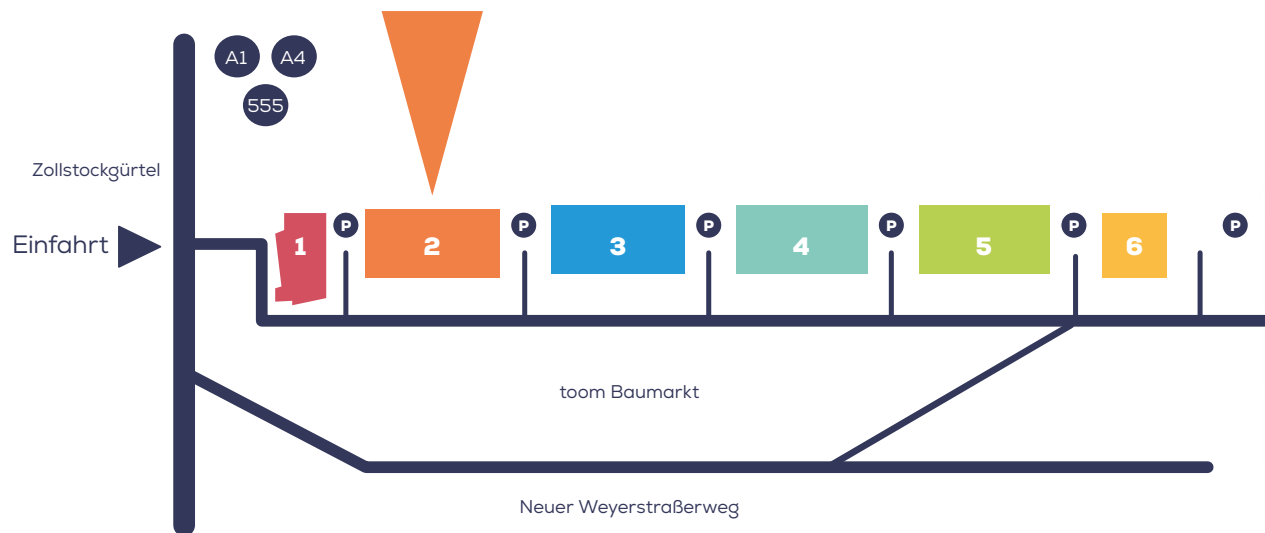 A1 A4
555
Zollstockgürtel
Einfahrt
P P P P P P
1 2 3 4 5 6
toom Baumarkt
Neuer Weyerstraßerweg